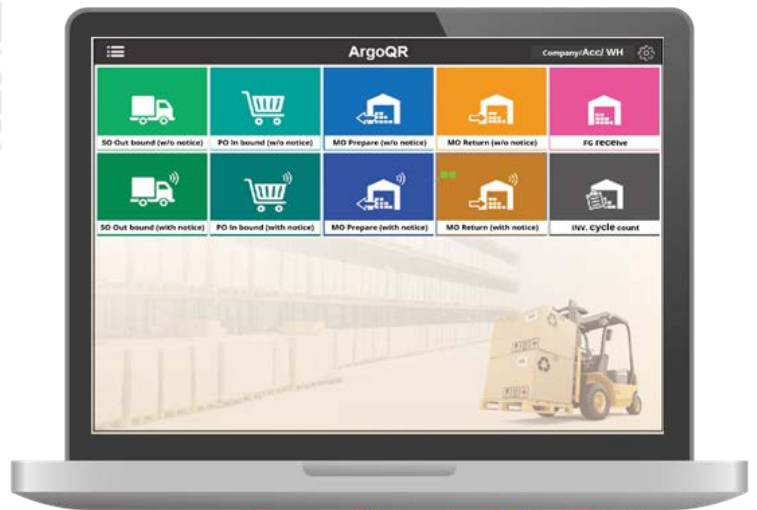 ArgoQR
Company/Acc/ WH
SO Out bound (w/o notice)
PO In bound (w/o notice)
MO Prepare (w/o notice)
MO Return (w/o notice)
FG receive
SO Out bound (with notice)
PO In bound (with notice)
MO Prepare (with notice)
MO Return (with notice)
INV. cycle count